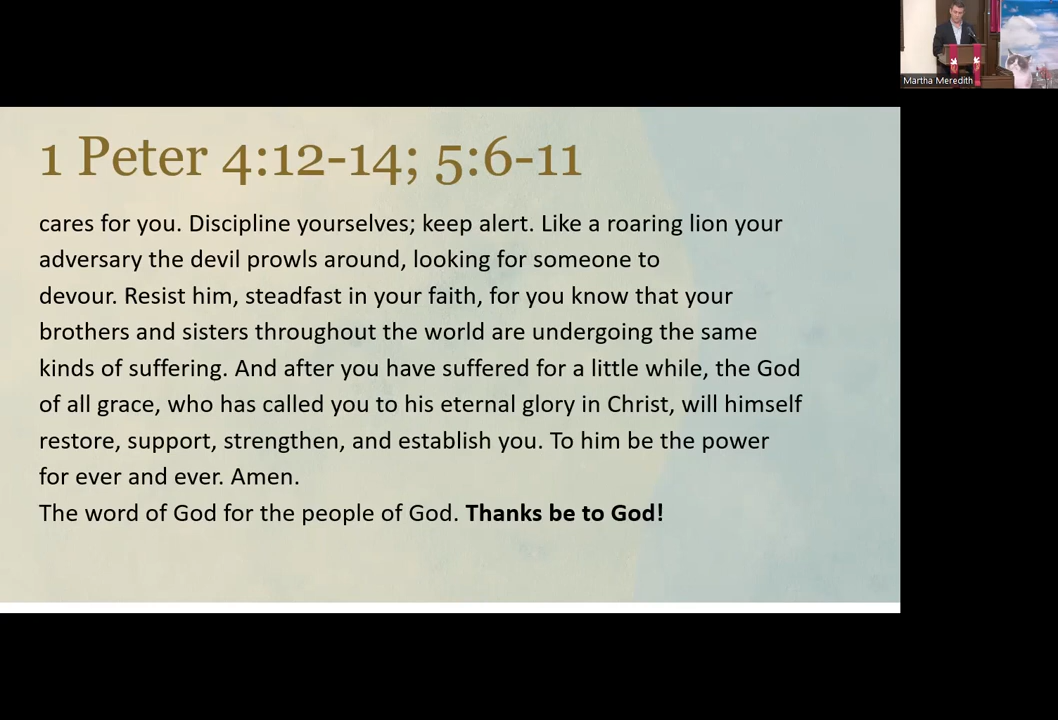 Martha Meredith
1 Peter 4:12-14; 5:6-11
cares for you. Discipline yourselves; keep alert. Like a roaring lion your
adversary the devil prowls around, looking for someone to
devour. Resist him, steadfast in your faith, for you know that your
brothers and sisters throughout the world are undergoing the same
kinds of suffering. And after you have suffered for a little while, the God
of all grace, who has called you to his eternal glory in Christ, will himself
restore, support, strengthen, and establish you. To him be the power
for ever and ever. Amen.
The word of God for the people of God. Thanks be to God!